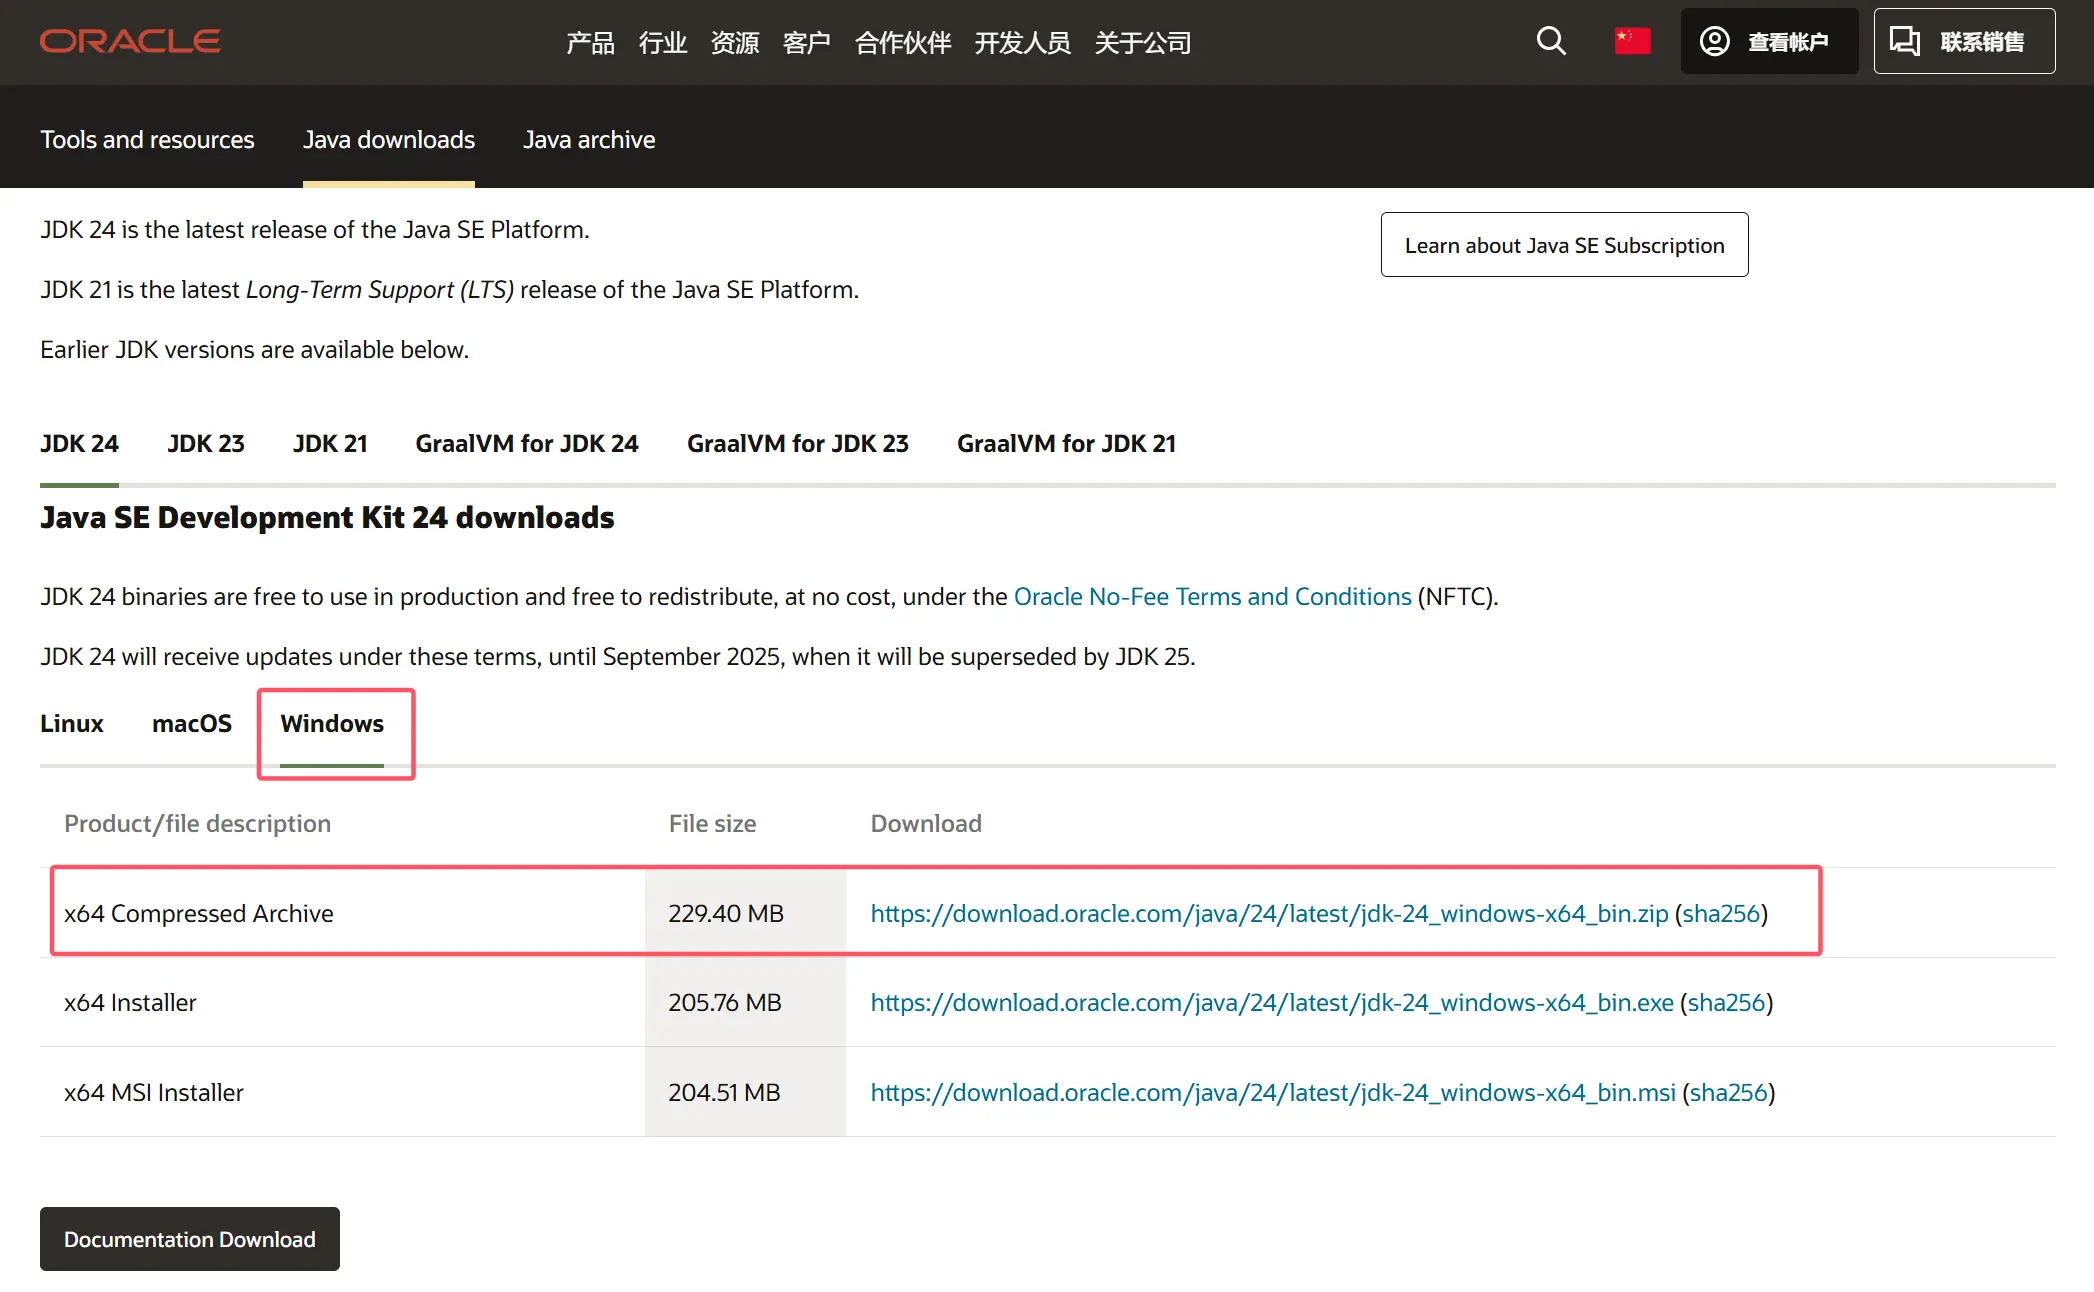 ORACLE 产品 行业 资源 客户 合作伙伴 开发人员 关于公司 查看帐户 联系销售
Tools and resources Java downloads Java archive
JDK 24 is the latest release of the Java SE Platform.
Learn about Java SE Subscription
JDK 21 is the latest Long-Term Support (LTS) release of the Java SE Platform.
Earlier JDK versions are available below.
JDK 24 JDK 23 JDK 21 GraalVM for JDK 24 GraalVM for JDK 23 GraalVM for JDK 21
Java SE Development Kit 24 downloads
JDK 24 binaries are free to use in production and free to redistribute, at no cost, under the Oracle No-Fee Terms and Conditions (NFTC).
JDK 24 will receive updates under these terms, until September 2025, when it will be superseded by JDK 25.
Linux macOS Windows
Product/file description File size Download
x64 Compressed Archive 229.40 MB https://download.oracle.com/java/24/latest/jdk-24_windows-x64_bin.zip (sha256)
x64 Installer 205.76 MB https://download.oracle.com/java/24/latest/jdk-24_windows-x64_bin.exe (sha256)
x64 MSI Installer 204.51 MB https://download.oracle.com/java/24/latest/jdk-24_windows-x64_bin.msi (sha256)
Documentation Download